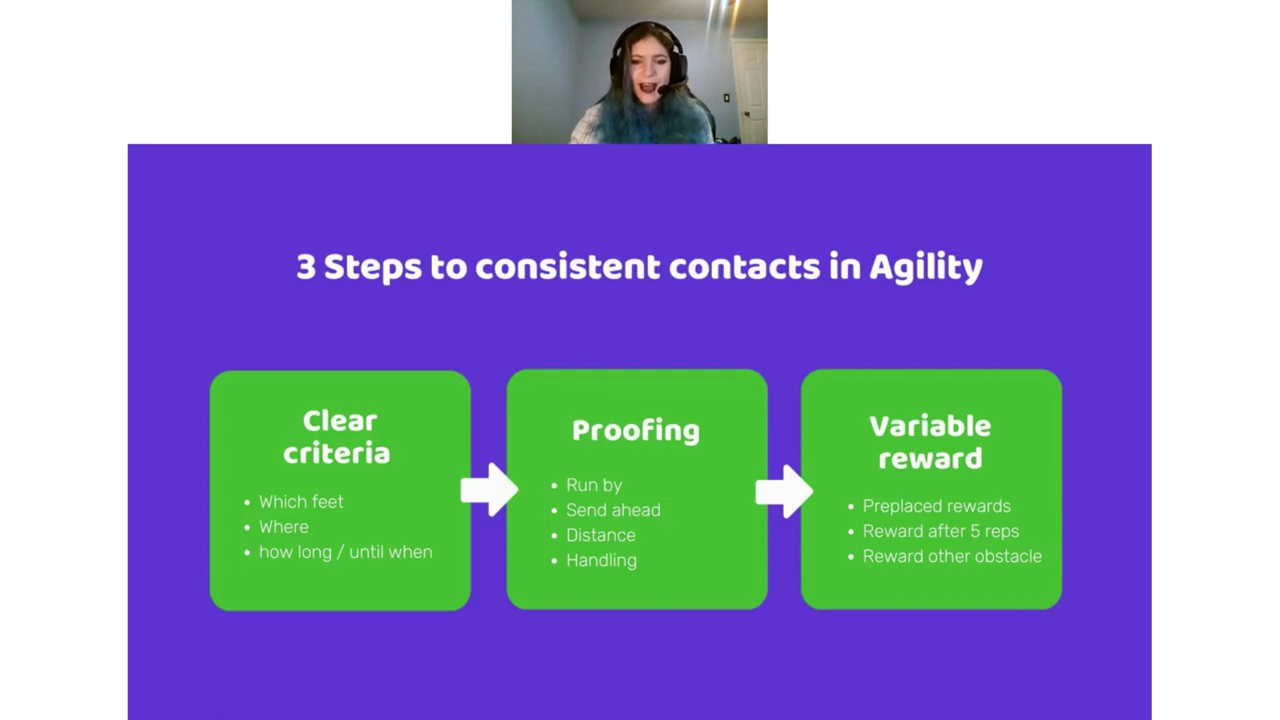 3 Steps to consistent contacts in Agility
Clear
criteria
• Which feet
• Where
• how long / until when
Proofing
• Run by
• Send ahead
• Distance
• Handling
Variable
reward
• Preplaced rewards
• Reward after 5 reps
• Reward other obstacle